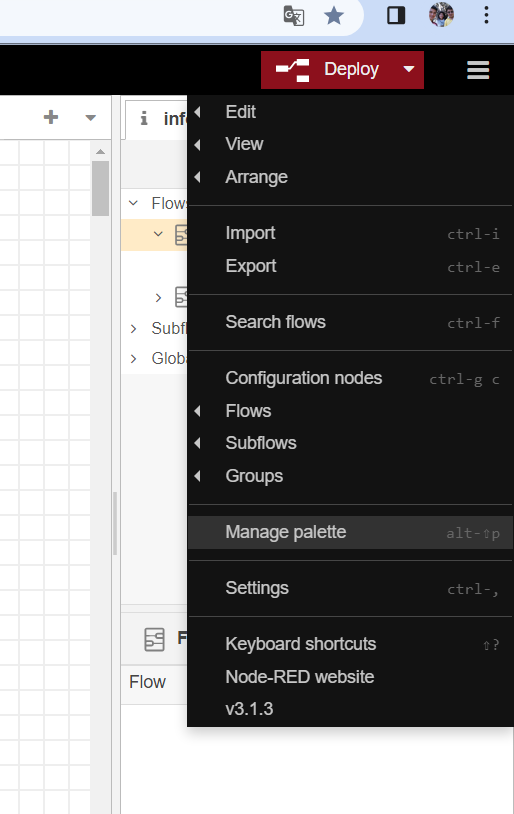 Deploy
info
Edit
View
Arrange
Flows
Import ctrl-i
Export ctrl-e
Search flows ctrl-f
Subfl
Globa
Configuration nodes ctrl-g c
Flows
Subflows
Groups
Manage palette alt-⇧p
Settings ctrl-,
Keyboard shortcuts ⇧?
F
Node-RED website
Flow
v3.1.3